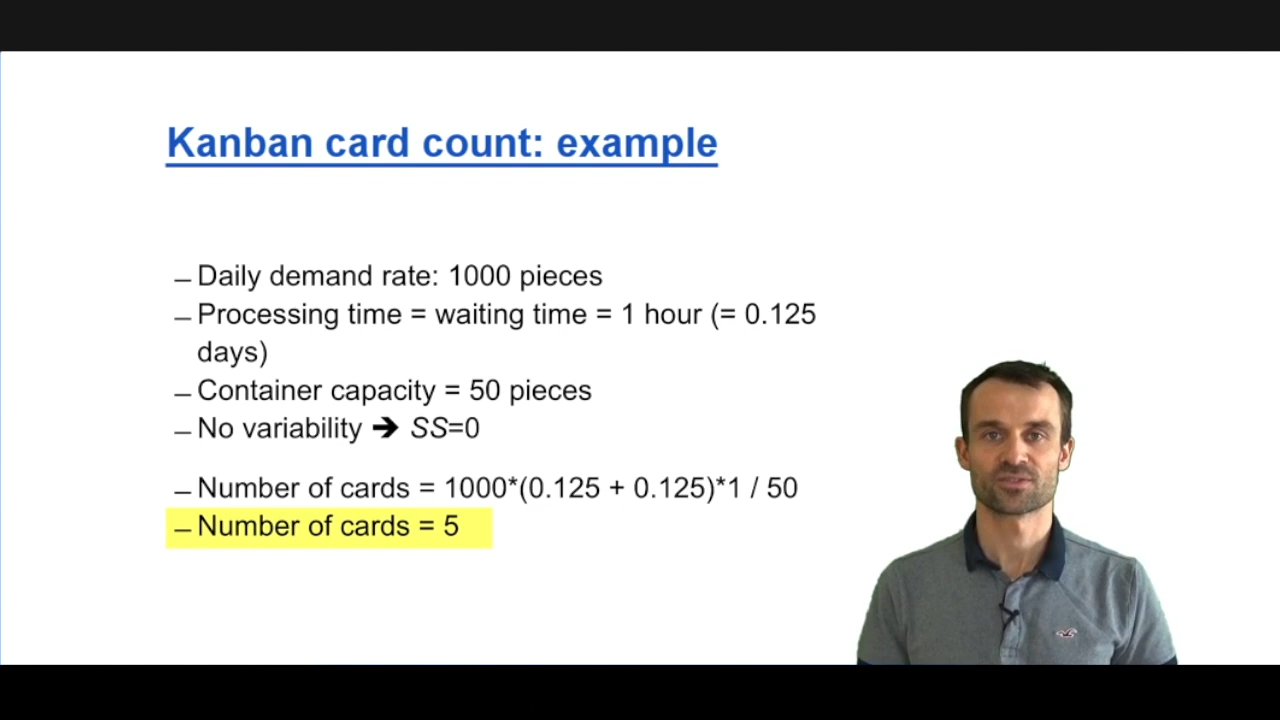 Kanban card count: example
– Daily demand rate: 1000 pieces
– Processing time = waiting time = 1 hour (= 0.125
days)
– Container capacity = 50 pieces
– No variability ➔ SS=0
– Number of cards = 1000*(0.125 + 0.125)*1 / 50
– Number of cards = 5